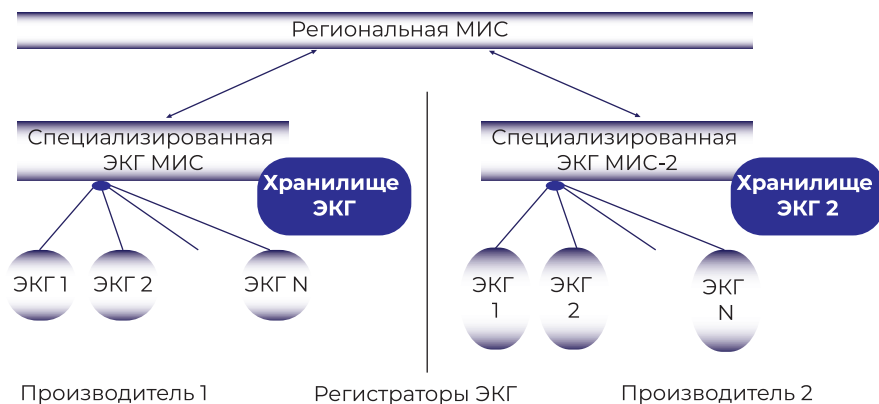 Региональная МИС
Специализированная
ЭКГ МИС
Хранилище
ЭКГ
ЭКГ 1
ЭКГ 2
ЭКГ N
Специализированная
ЭКГ МИС-2
Хранилище
ЭКГ 2
ЭКГ
1
ЭКГ
2
ЭКГ
N
Производитель 1
Регистраторы ЭКГ
Производитель 2